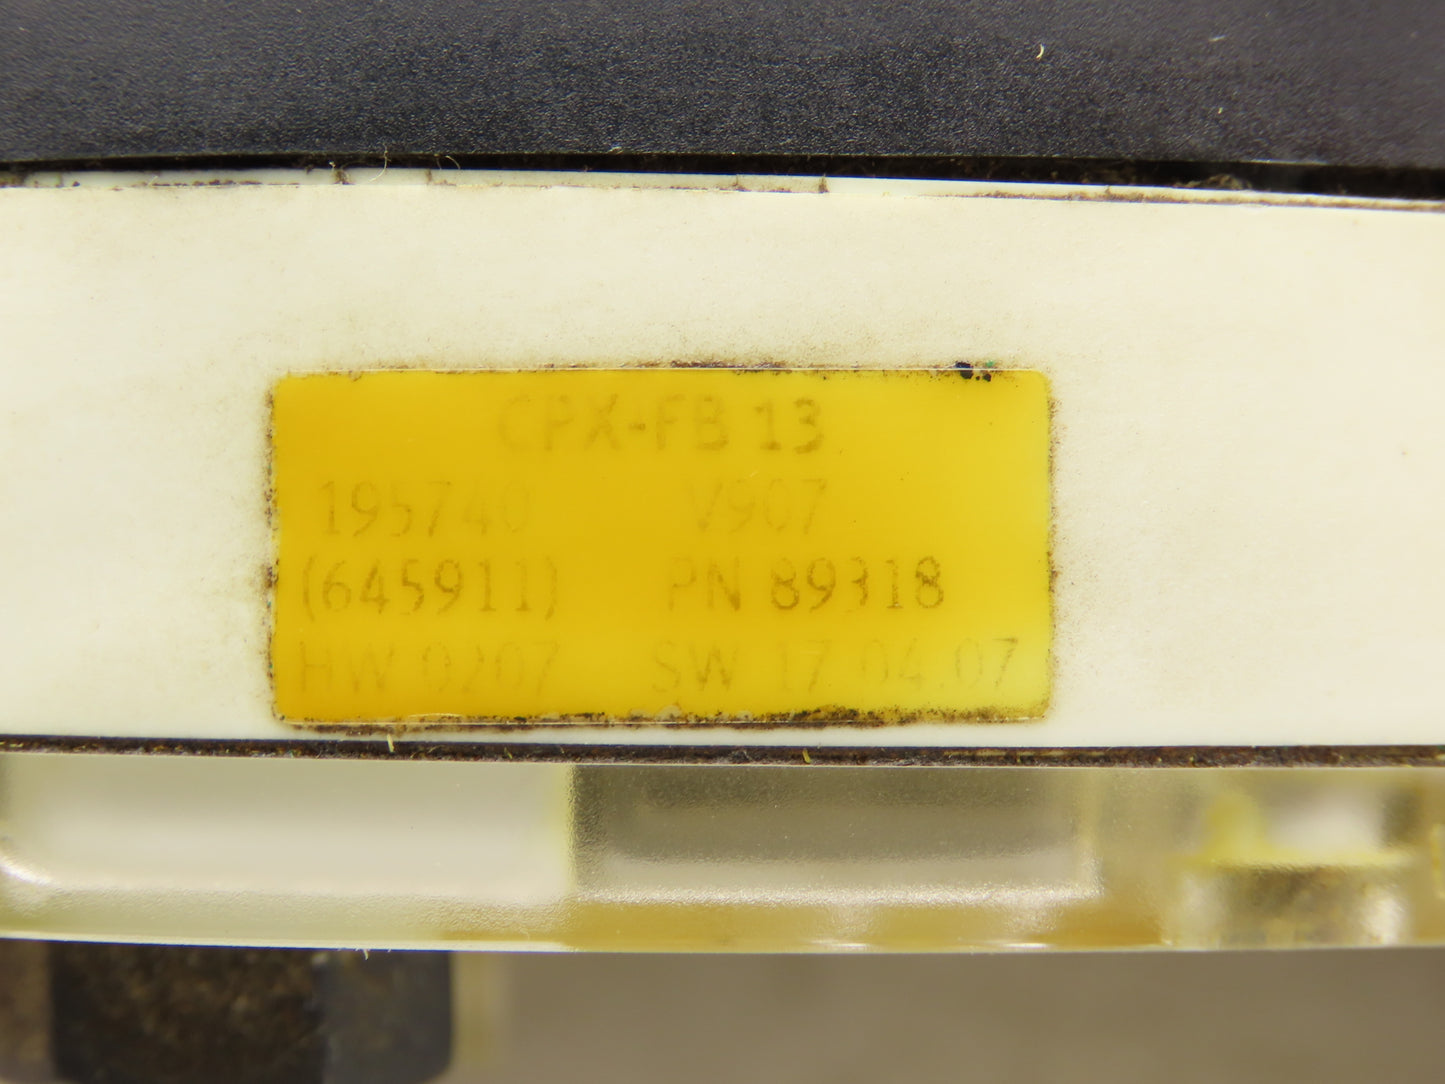 CPX-FB 13
195740 V907
(645911) PN 89318
HW 0207 SW 17.04.07